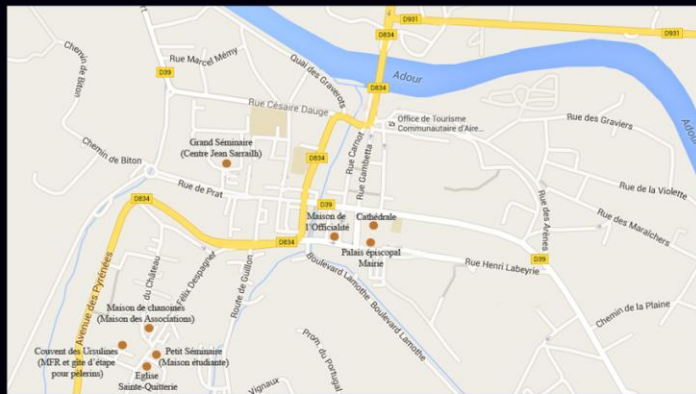 D931
D834
D931
Rue Marcel Mémy
Quai des Graverots
D834
Adour
Chemin de Biton
D39
Rue Césaire Dauge
Office de Tourisme
Communautaire d'Aire...
Rue des Graviers
Adour
Grand Séminaire
(Centre Jean Sarrailh)
Chemin de Biton
D834
Rue Carnot
Rue Gambetta
Rue de Prat
Rue de la Violette
D834
D39
Maison de
l'Officialité
Cathédrale
Rue des Arènes
Rue des Maraîchers
D834
Palais épiscopal
Mairie
Rue Henri Labeyrie
D39
Avenue des Pyrénées
du Château
Félix Despagnet
Route de Guillon
Boulevard Lamothe
Boulevard Lamothe
Chemin de la Plaine
Maison de chanoines
(Maison des Associations)
Couvent des Ursulines
(MFR et gîte d'étape
pour pèlerins)
Petit Séminaire
(Maison étudiante)
Eglise
Sainte-Quitterie
Prom. du Portugal
Vignaux